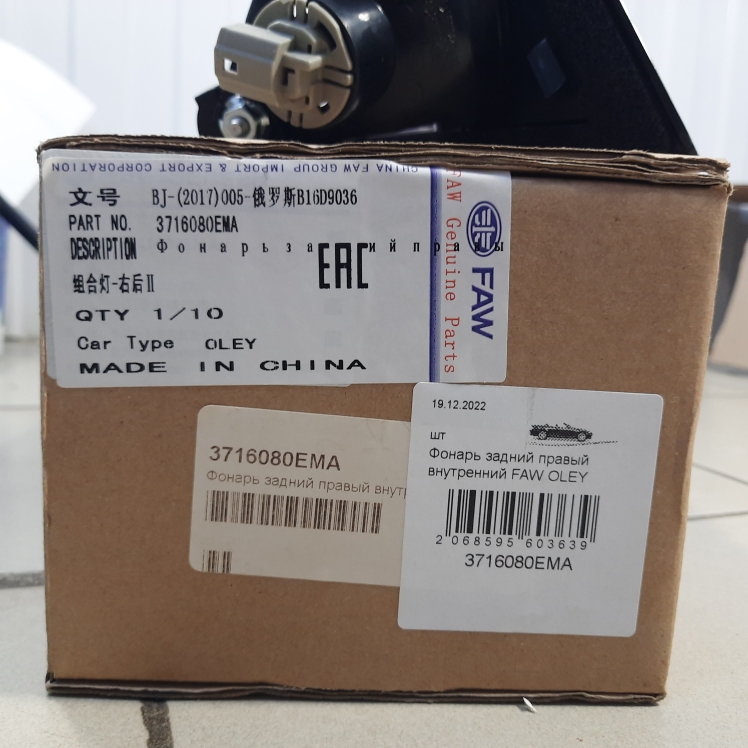 CHINA FAW GROUP IMPORT & EXPORT CORPORATION
文号 BJ-(2017)005-俄罗斯B16D9036
PART NO. 3716080EMA
DESCRIPTION Фонарь за ий правы
EAC
组合灯-右后Ⅱ
QTY 1/10
Car Type OLEY
MADE IN CHINA
FAW Genuine Parts
FAW
3716080EMA
Фонарь задний правый внутр
19.12.2022
шт
Фонарь задний правый
внутренний FAW OLEY
2 068595 603639
3716080EMA